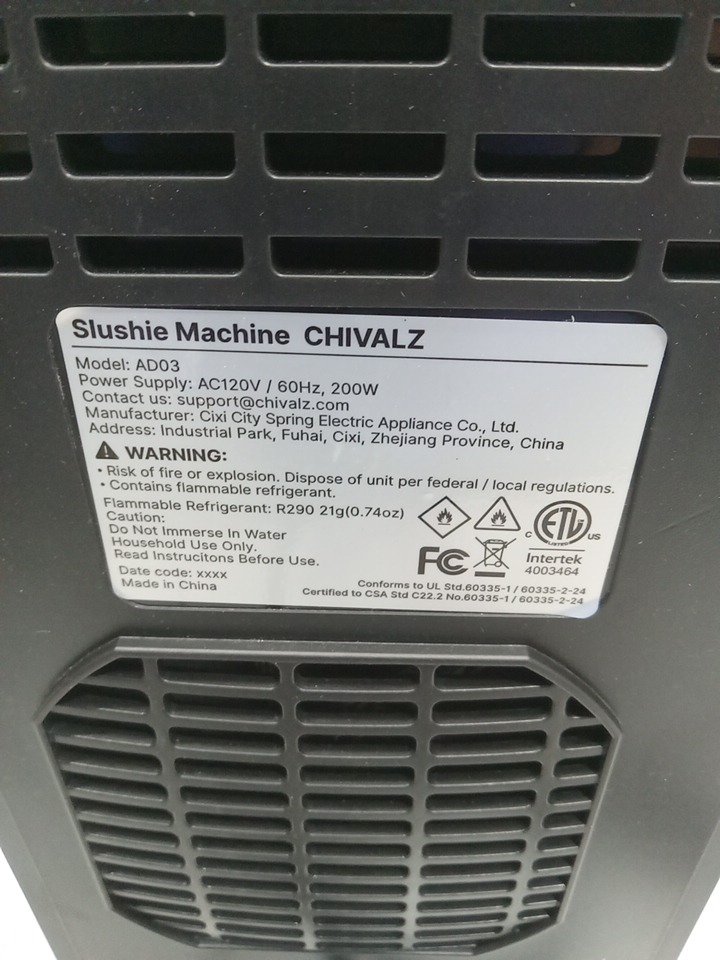 Slushie Machine CHIVALZ
Model: AD03
Power Supply: AC120V / 60Hz, 200W
Contact us: support@chivalz.com
Manufacturer: Cixi City Spring Electric Appliance Co., Ltd.
Address: Industrial Park, Fuhai, Cixi, Zhejiang Province, China
WARNING:
• Risk of fire or explosion. Dispose of unit per federal / local regulations.
• Contains flammable refrigerant.
Flammable Refrigerant: R290 21g(0.74oz)
Caution:
Do Not Immerse In Water
Household Use Only.
Read Instrucitons Before Use.
Date code: xxxx
Made in China
C ETL LISTED US
Intertek
4003464
FC
Conforms to UL Std.60335-1 / 60335-2-24
Certified to CSA Std C22.2 No.60335-1 / 60335-2-24